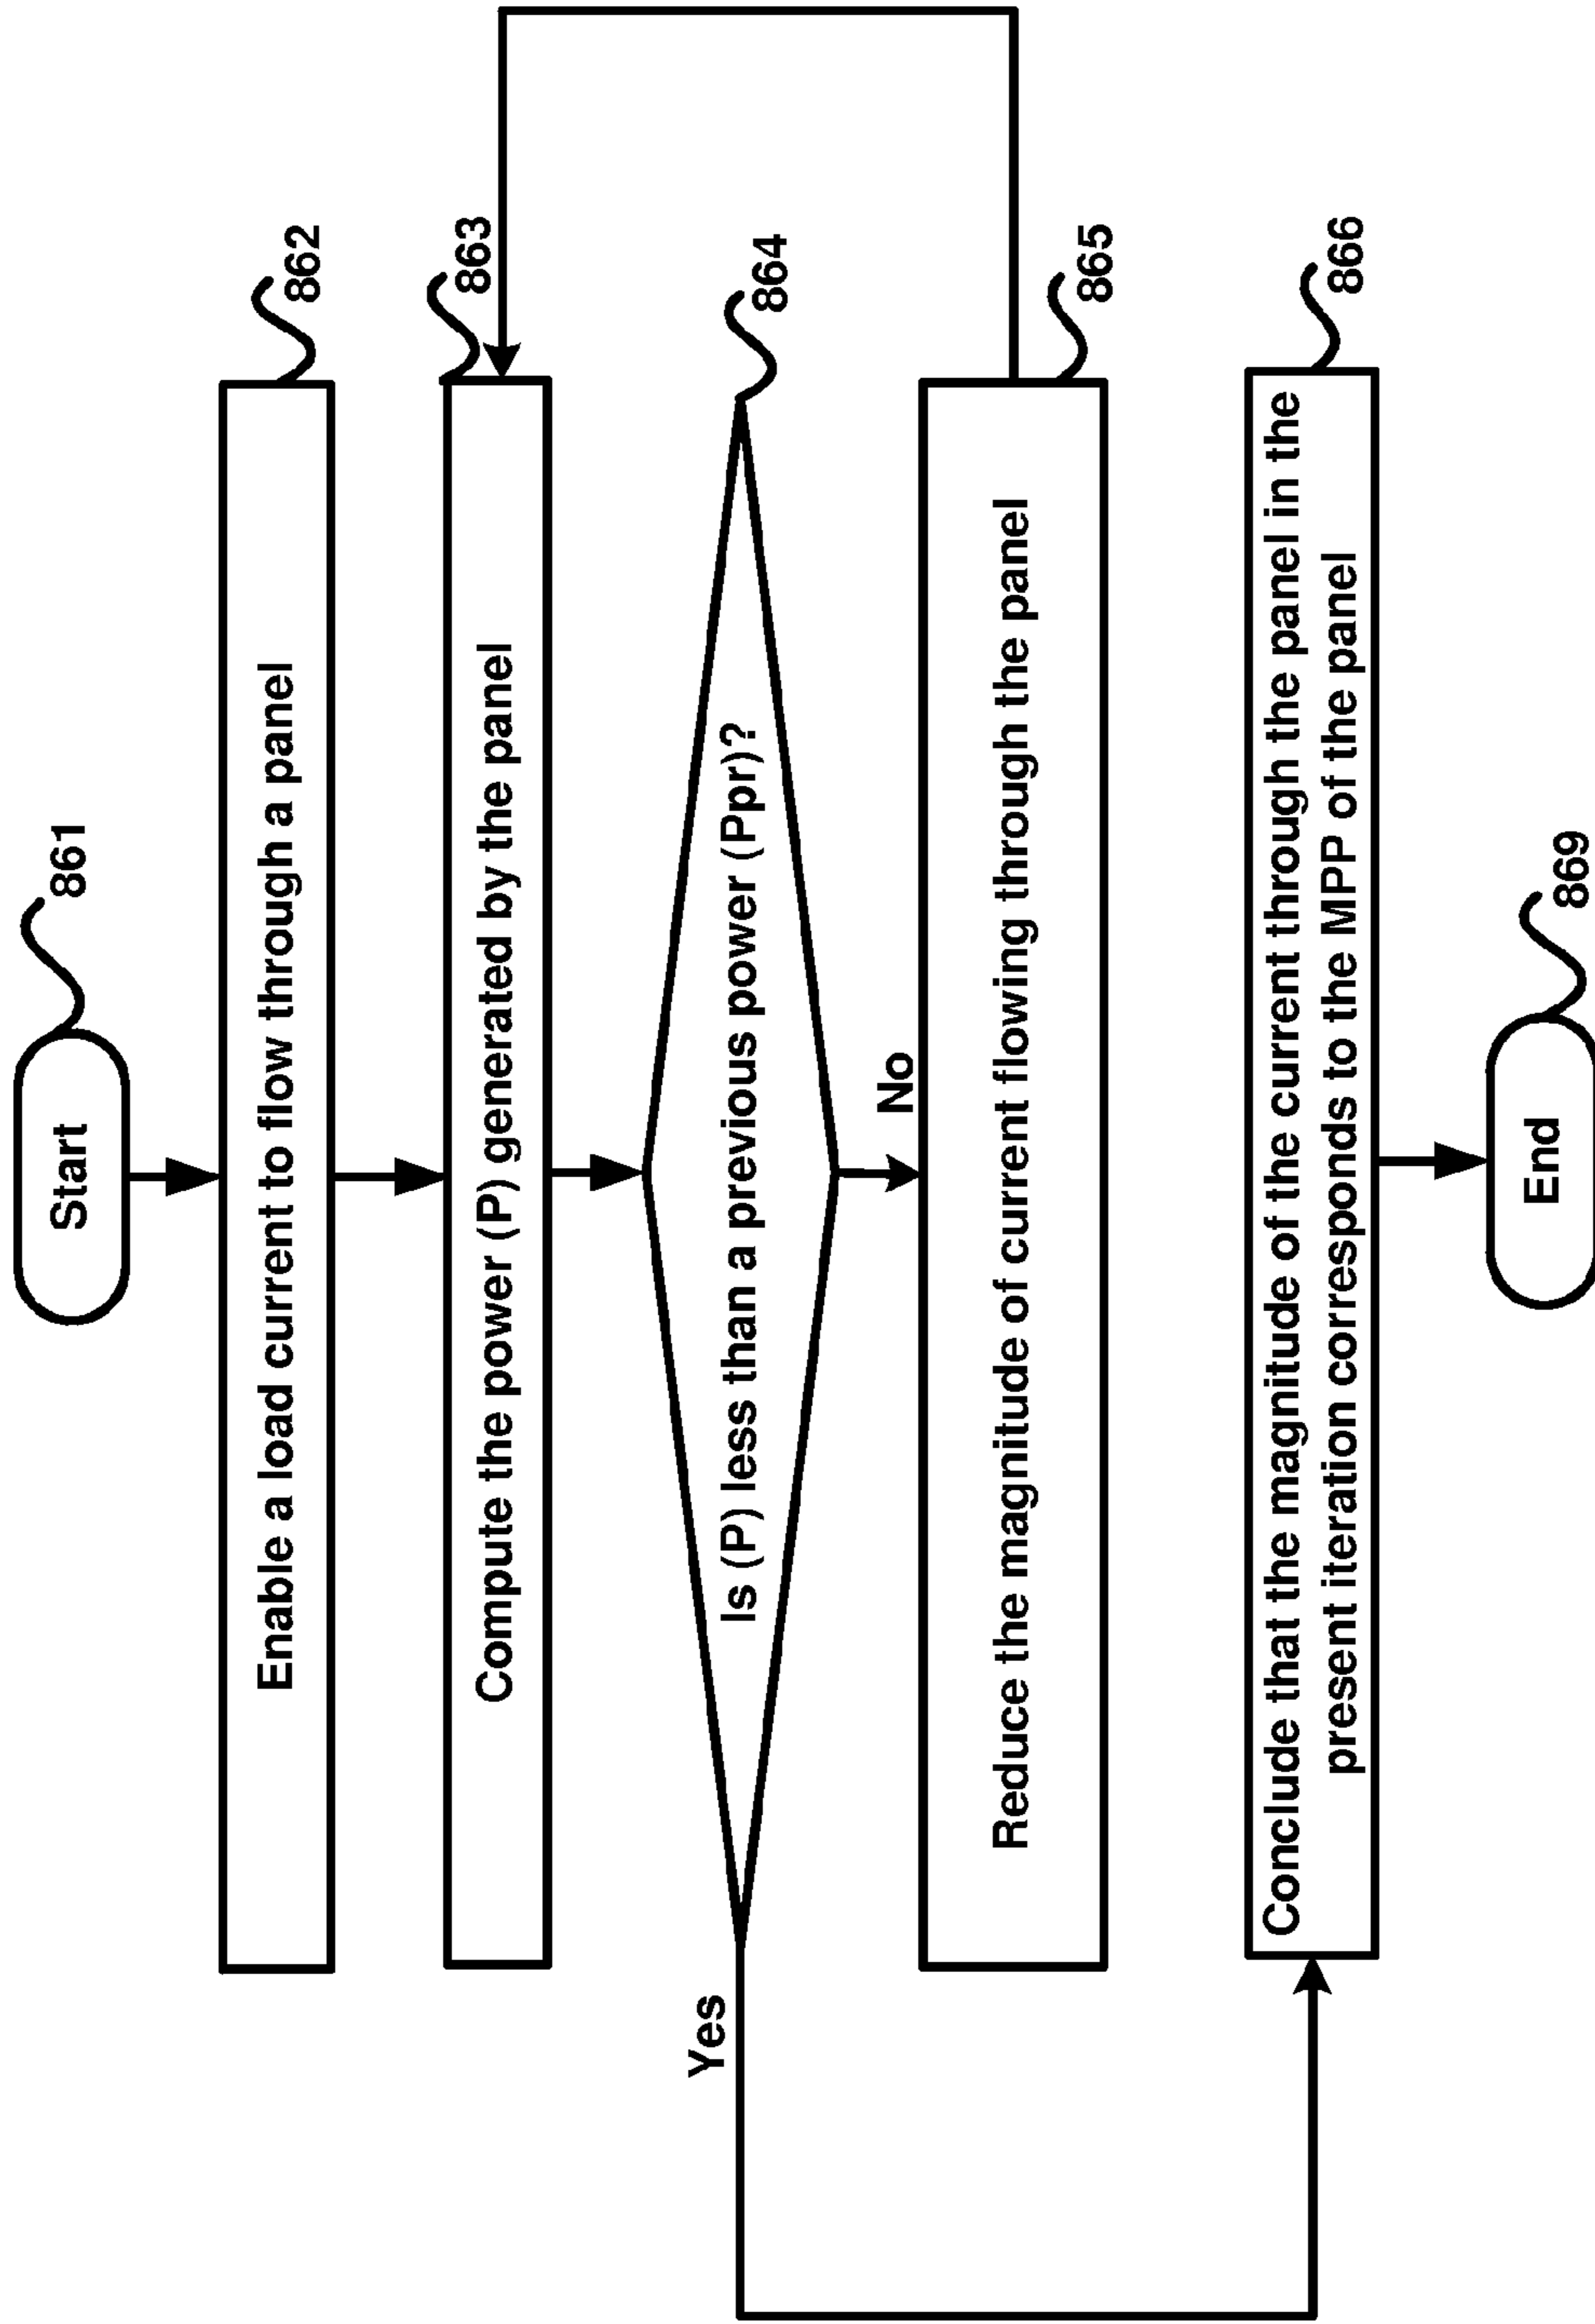 Start
861
Enable a load current to flow through a panel
862
Compute the power (P) generated by the panel
863
Is (P) less than a previous power (Ppr)?
864
Yes
No
Reduce the magnitude of current flowing through the panel
865
Conclude that the magnitude of the current through the panel in the
present iteration corresponds to the MPP of the panel
866
End
869